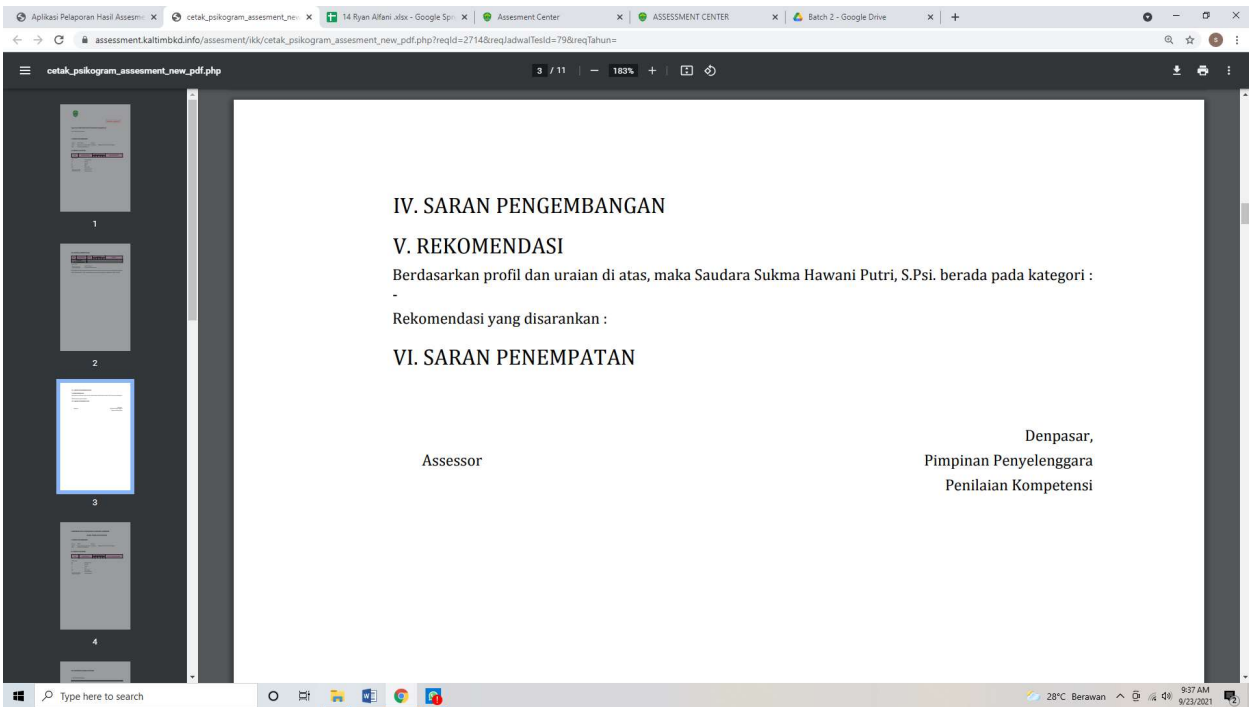 Aplikasi Pelaporan Hasil Assesme
cetak_psikogram_assesment_new
14 Ryan Alfani .xlsx - Google Spr
Assesment Center
ASSESSMENT CENTER
Batch 2 - Google Drive
assessment.kaltimbkd.info/assesment/ikk/cetak_psikogram_assesment_new_pdf.php?reqId=2714&reqJadwalTesId=79&reqTahun=
cetak_psikogram_assesment_new_pdf.php
3 / 11
183%
1
2
3
4
IV. SARAN PENGEMBANGAN
V. REKOMENDASI
Berdasarkan profil dan uraian di atas, maka Saudara Sukma Hawani Putri, S.Psi. berada pada kategori :
-
Rekomendasi yang disarankan :
VI. SARAN PENEMPATAN
Denpasar,
Assessor
Pimpinan Penyelenggara
Penilaian Kompetensi
Type here to search
28°C Berawan
9:37 AM
9/23/2021